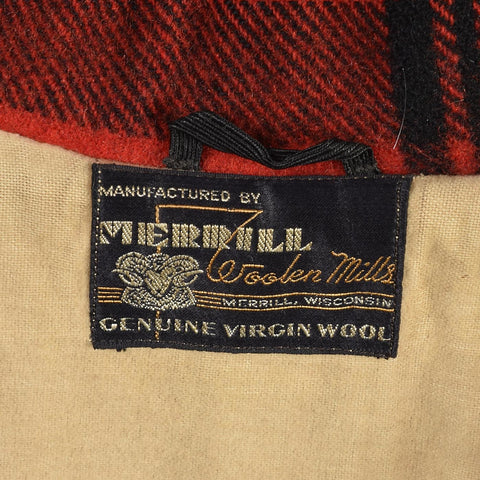 MANUFACTURED BY
MERRILL
Woolen Mills
MERRILL, WISCONSIN
GENUINE VIRGIN WOOL